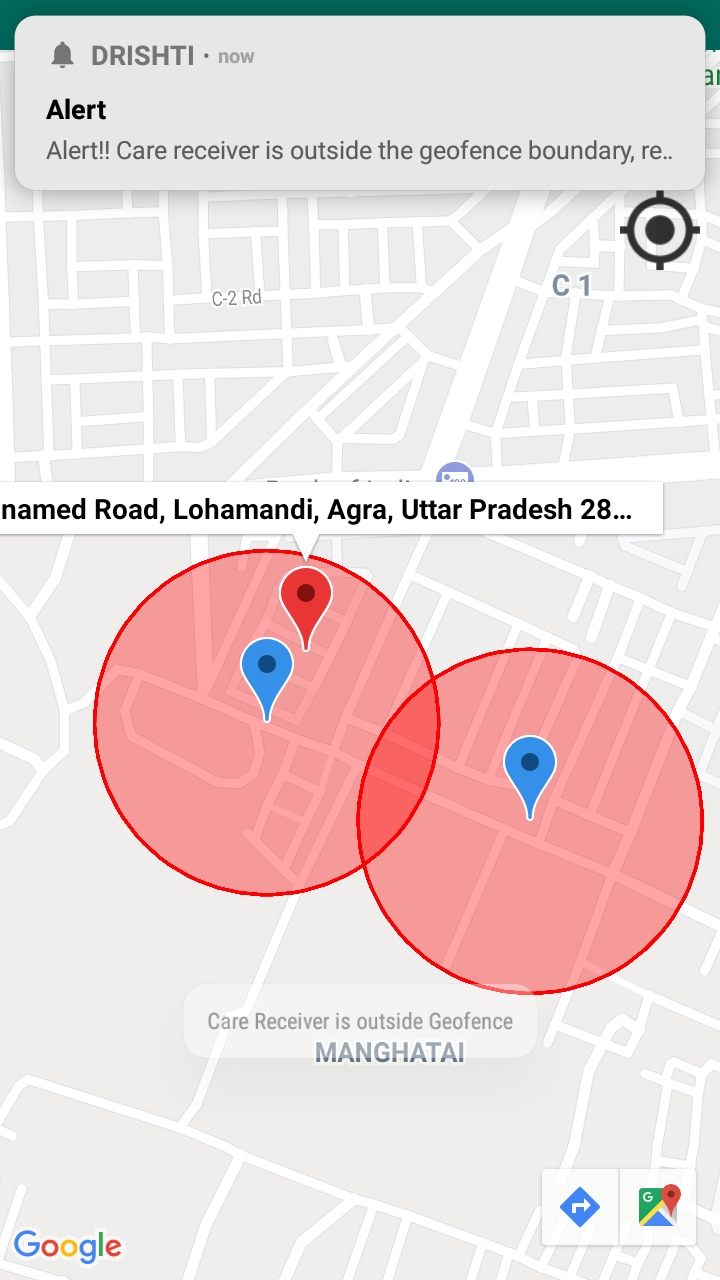 DRISHTI • now
Alert
Alert!! Care receiver is outside the geofence boundary, re..
C-2 Rd
C 1
named Road, Lohamandi, Agra, Uttar Pradesh 28...
Care Receiver is outside Geofence
MANGHATAI
G
Google